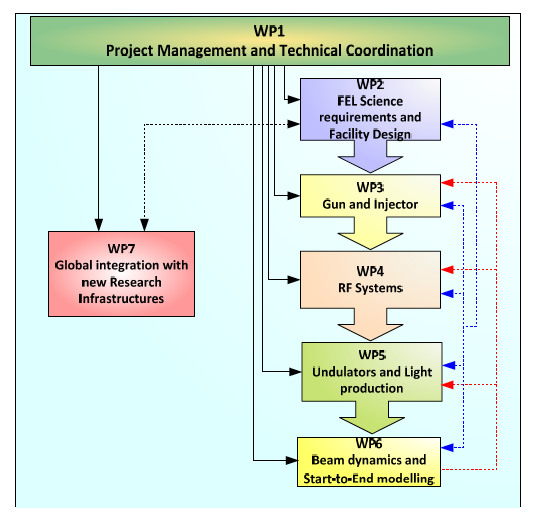 WP1
Project Management and Technical Coordination
WP2
FEL Science
requirements and
Facility Design
WP3
Gun and Injector
WP4
RF Systems
WP7
Global integration with
new Research
Infrastructures
WP5
Undulators and Light
production
WP6
Beam dynamics and
Start-to-End modelling